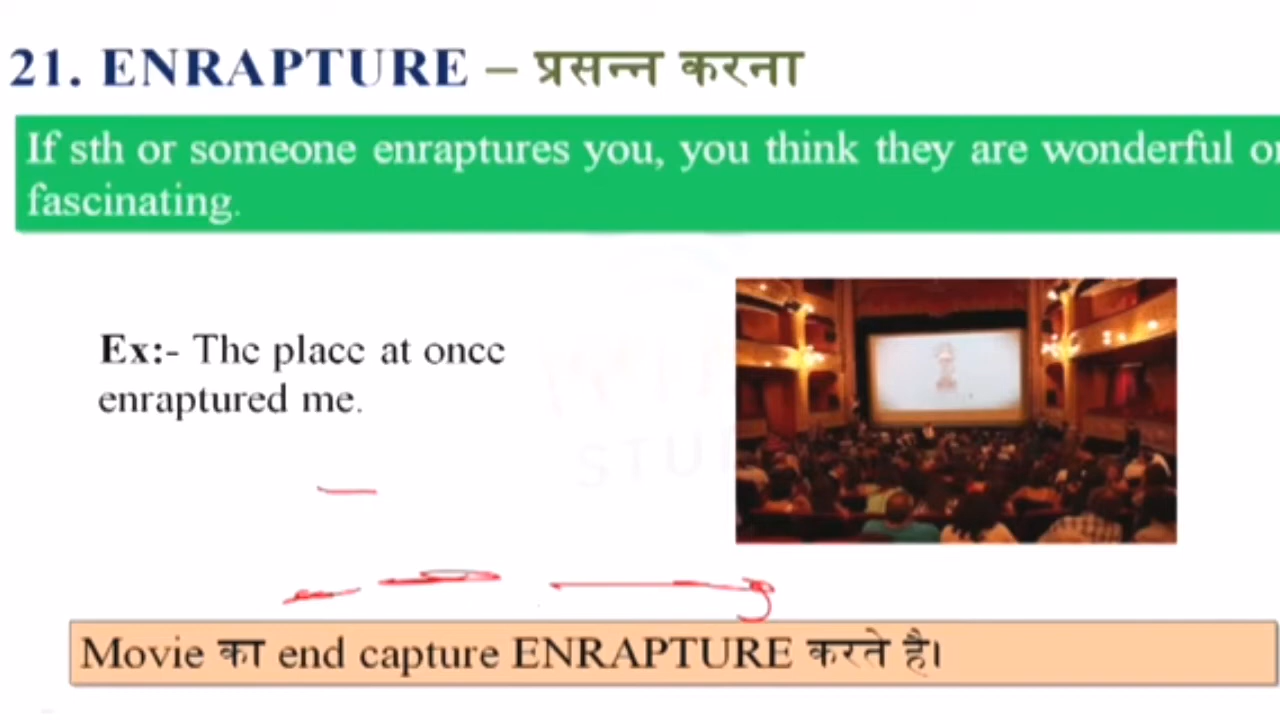 21. ENRAPTURE – प्रसन्न करना
If sth or someone enraptures you, you think they are wonderful or
fascinating.
Ex:- The place at once
enraptured me.
STU
Movie का end capture ENRAPTURE करते है।